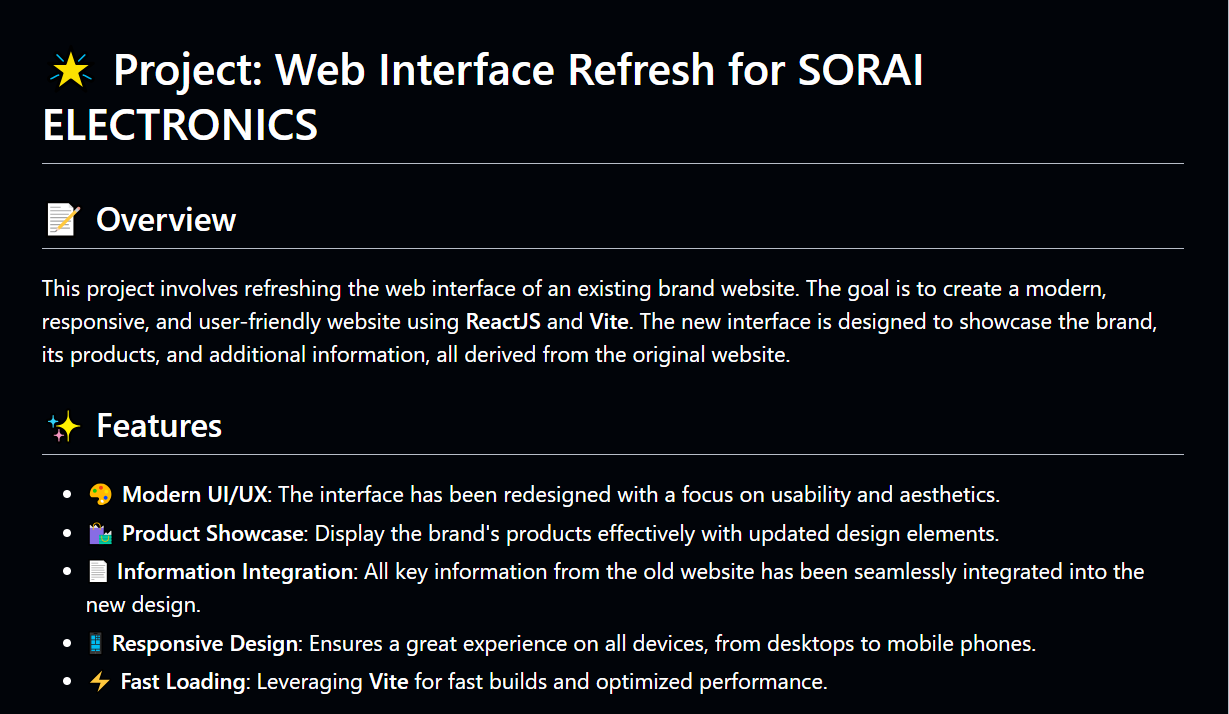 🌟 Project: Web Interface Refresh for SORAI
ELECTRONICS
📝 Overview
This project involves refreshing the web interface of an existing brand website. The goal is to create a modern,
responsive, and user-friendly website using ReactJS and Vite. The new interface is designed to showcase the brand,
its products, and additional information, all derived from the original website.
✨ Features
• 🎨 Modern UI/UX: The interface has been redesigned with a focus on usability and aesthetics.
• 🛍️ Product Showcase: Display the brand's products effectively with updated design elements.
• 📄 Information Integration: All key information from the old website has been seamlessly integrated into the
new design.
• 📱 Responsive Design: Ensures a great experience on all devices, from desktops to mobile phones.
• ⚡ Fast Loading: Leveraging Vite for fast builds and optimized performance.